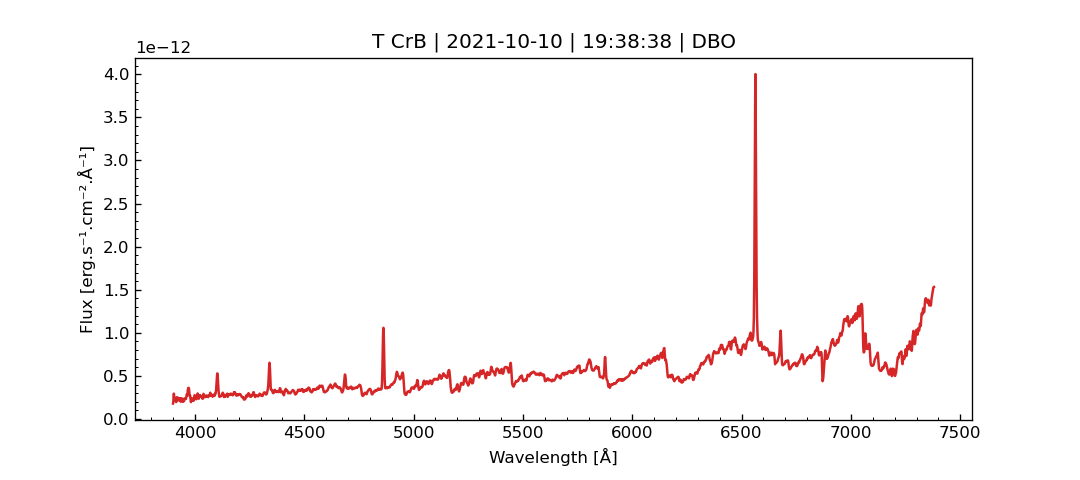 T CrB | 2021-10-10 | 19:38:38 | DBO
1e−12
4.0
3.5
3.0
2.5
2.0
1.5
1.0
0.5
0.0
Flux [erg.s⁻¹.cm⁻².Å⁻¹]
4000 4500 5000 5500 6000 6500 7000 7500
Wavelength [Å]